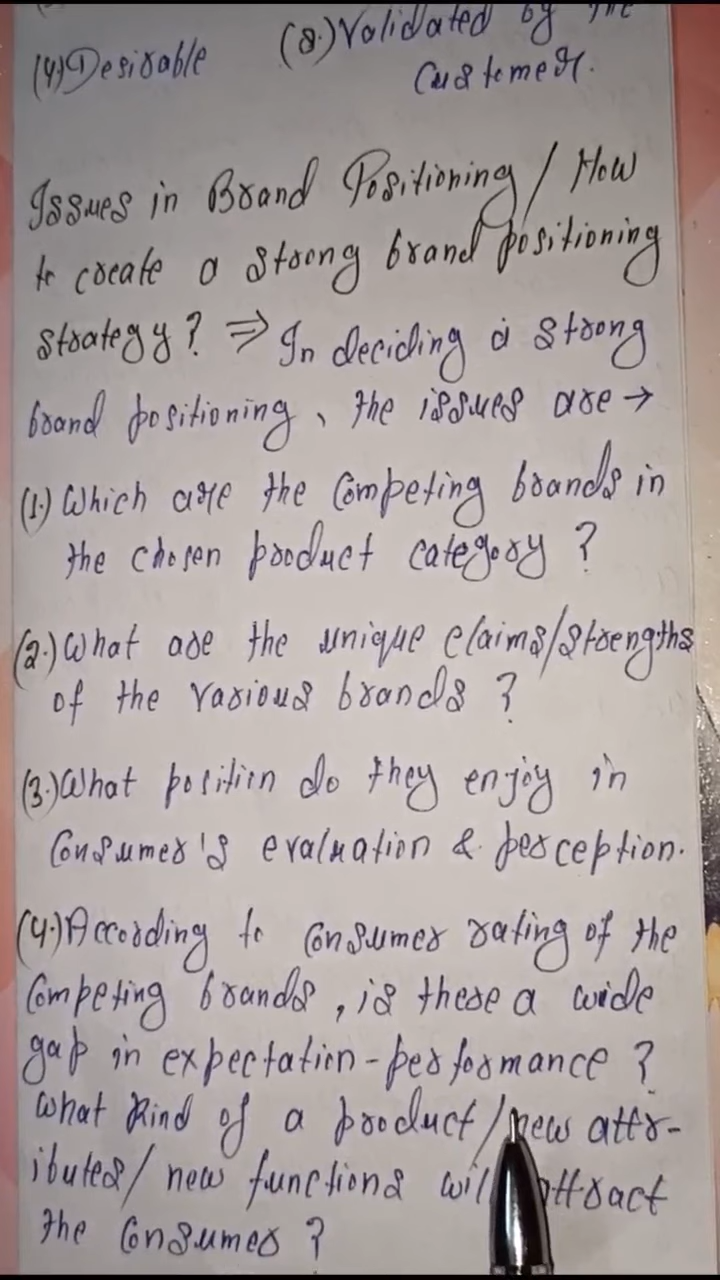 (8.) Validated by the
(4) Desirable
Customer.
Issues in Brand Positioning / How
to create a strong brand positioning
strategy? ⇒ In deciding a strong
brand positioning, the issues are →
(1.) Which are the Competing brands in
the chosen product category ?
(2.) What are the unique claims/strengths
of the various brands ?
(3.) What position do they enjoy in
Consumer's evaluation & perception.
(4.) According to Consumer rating of the
Competing brands, is there a wide
gap in expectation-performance ?
What kind of a product/new attr-
ibutes/ new functions will attract
the Consumer ?